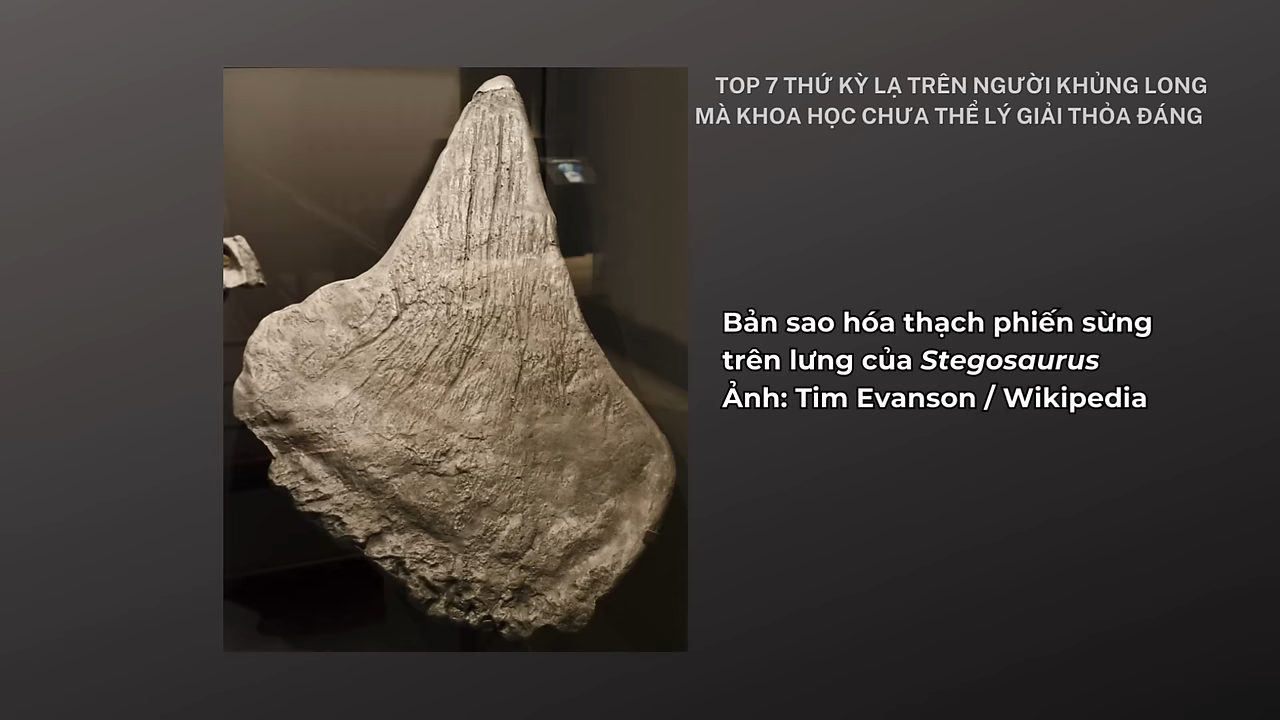 TOP 7 THỨ KỲ LẠ TRÊN NGƯỜI KHỦNG LONG
MÀ KHOA HỌC CHƯA THỂ LÝ GIẢI THỎA ĐÁNG
Bản sao hóa thạch phiến sừng
trên lưng của Stegosaurus
Ảnh: Tim Evanson / Wikipedia